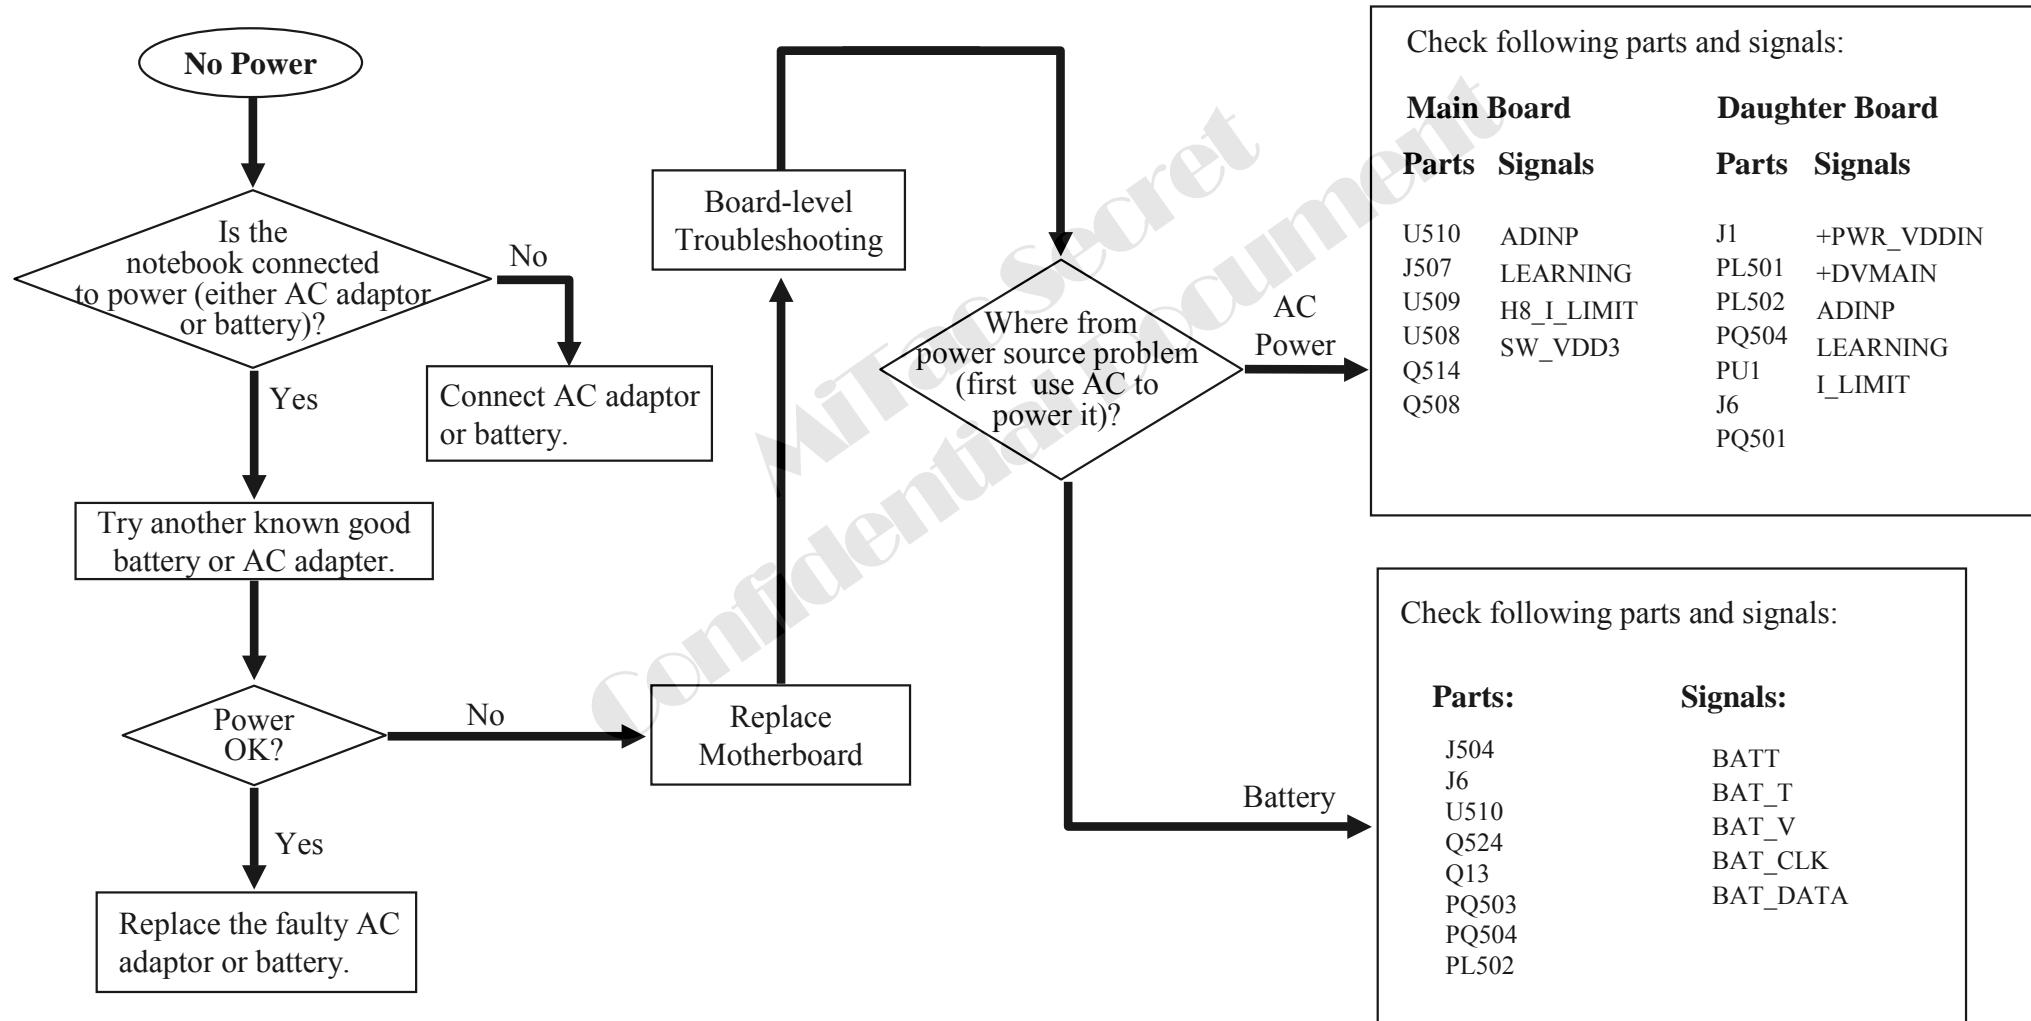 No Power
Is the
notebook connected
to power (either AC adaptor
or battery)?
No
Connect AC adaptor
or battery.
Yes
Try another known good
battery or AC adapter.
Power
OK?
No
Yes
Replace the faulty AC
adaptor or battery.
Replace
Motherboard
Board-level
Troubleshooting
Where from
power source problem
(first use AC to
power it)?
AC
Power
Battery
Check following parts and signals:
Main Board
Parts Signals
U510
J507
U509
U508
Q514
Q508
ADINP
LEARNING
H8_I_LIMIT
SW_VDD3
Daughter Board
Parts Signals
J1
PL501
PL502
PQ504
PU1
J6
PQ501
+PWR_VDDIN
+DVMAIN
ADINP
LEARNING
I_LIMIT
Check following parts and signals:
Parts:
J504
J6
U510
Q524
Q13
PQ503
PQ504
PL502
Signals:
BATT
BAT_T
BAT_V
BAT_CLK
BAT_DATA
MiTac Secret
Confidential Document